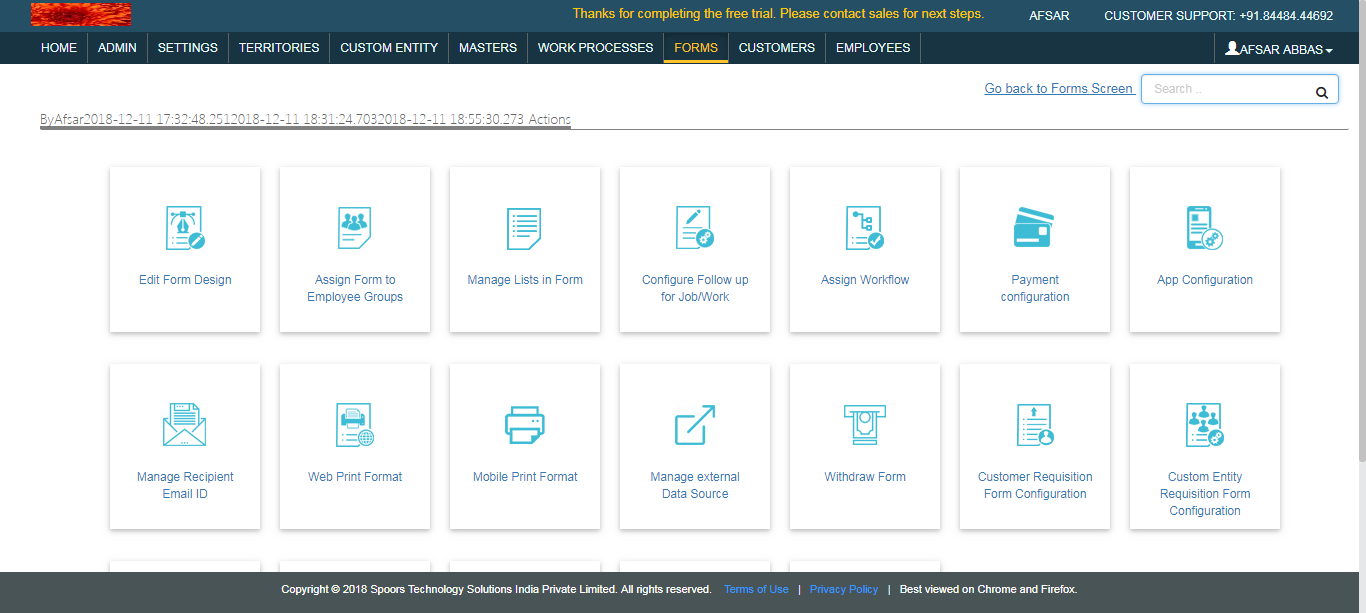 Thanks for completing the free trial. Please contact sales for next steps. AFSAR CUSTOMER SUPPORT: +91.84484.44692
HOME ADMIN SETTINGS TERRITORIES CUSTOM ENTITY MASTERS WORK PROCESSES FORMS CUSTOMERS EMPLOYEES AFSAR ABBAS
Go back to Forms Screen Search ..
ByAfsar2018-12-11 17:32:48.2512018-12-11 18:31:24.7032018-12-11 18:55:30.273 Actions
Edit Form Design
Assign Form to
Employee Groups
Manage Lists in Form
Configure Follow up
for Job/Work
Assign Workflow
Payment
configuration
App Configuration
Manage Recipient
Email ID
Web Print Format
Mobile Print Format
Manage external
Data Source
Withdraw Form
Customer Requisition
Form Configuration
Custom Entity
Requisition Form
Configuration
Copyright © 2018 Spoors Technology Solutions India Private Limited. All rights reserved. Terms of Use | Privacy Policy | Best viewed on Chrome and Firefox.